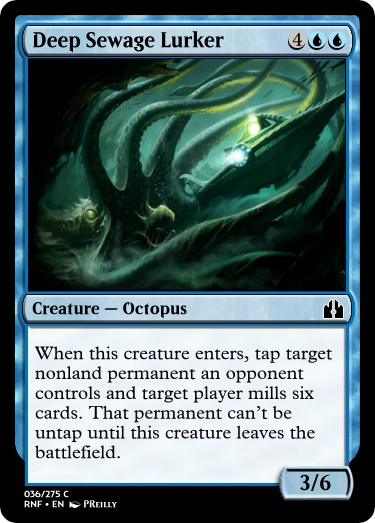 Deep Sewage Lurker 4
Creature — Octopus
When this creature enters, tap target
nonland permanent an opponent
controls and target player mills six
cards. That permanent can't be
untap until this creature leaves the
battlefield.
3/6
036/275 C
RNF • EN PReilly